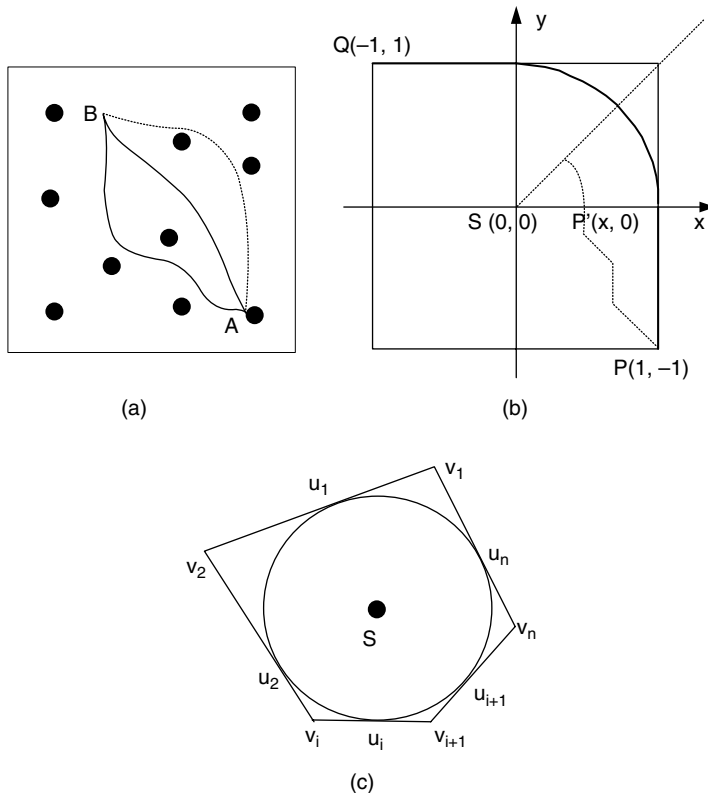 y
Q(–1, 1)
B
S (0, 0)
P'(x, 0)
x
A
P(1, –1)
(a)
(b)
v1
u1
un
v2
S
vn
u2
ui+1
vi
ui
vi+1
(c)